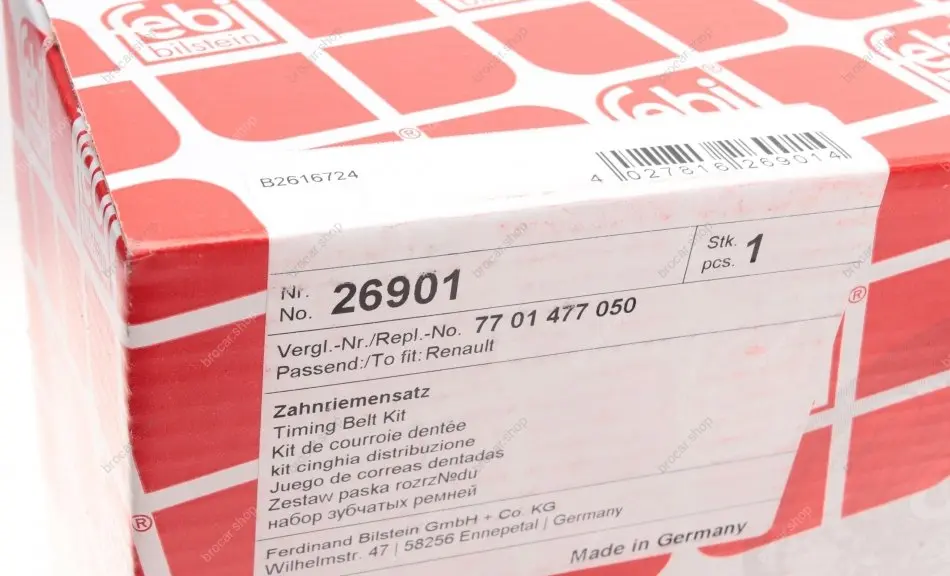 febi
bilstein
febi
B2616724
4 027816 269014
Nr.
No. 26901
Stk.
pcs. 1
Vergl.-Nr./Repl.-No. 77 01 477 050
Passend:/To fit: Renault
Zahnriemensatz
Timing Belt Kit
Kit de courroie dentée
kit cinghia distribuzione
Juego de correas dentadas
Zestaw paska rozrz№du
набор зубчатых ремней
Ferdinand Bilstein GmbH + Co. KG
Wilhelmstr. 47 | 58256 Ennepetal | Germany
Made in Germany
brocar.shop